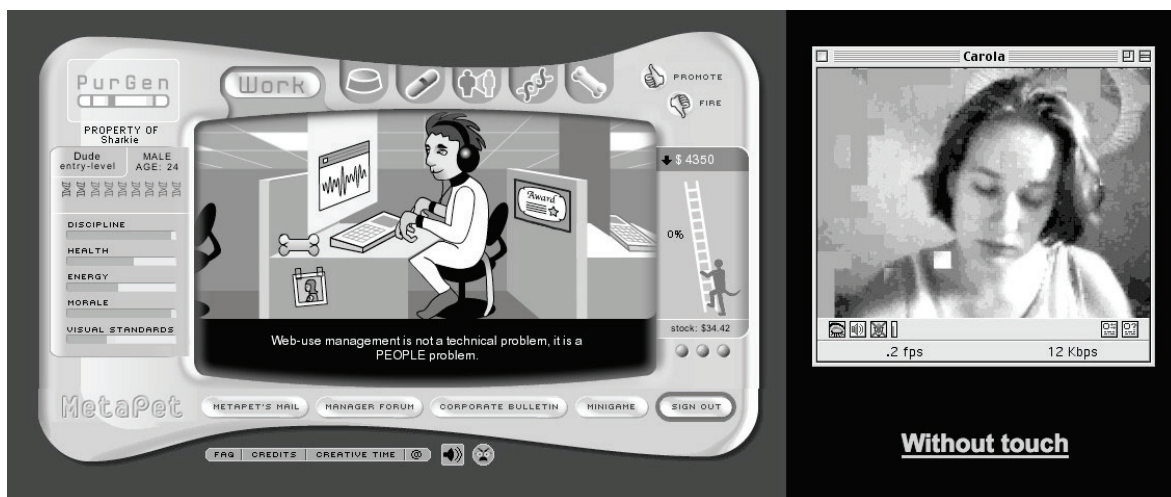 PurGen
PROPERTY OF
Sharkie
Dude
entry-level
MALE
AGE: 24
DISCIPLINE
HEALTH
ENERGY
MORALE
VISUAL STANDARDS
MetaPet
Work
PROMOTE
FIRE
Award
$ 4350
0%
stock: $34.42
Web-use management is not a technical problem, it is a
PEOPLE problem.
METAPET'S MAIL
MANAGER FORUM
CORPORATE BULLETIN
MINIGAME
SIGN OUT
FAQ
CREDITS
CREATIVE TIME
@
Carola
.2 fps
12 Kbps
Without touch